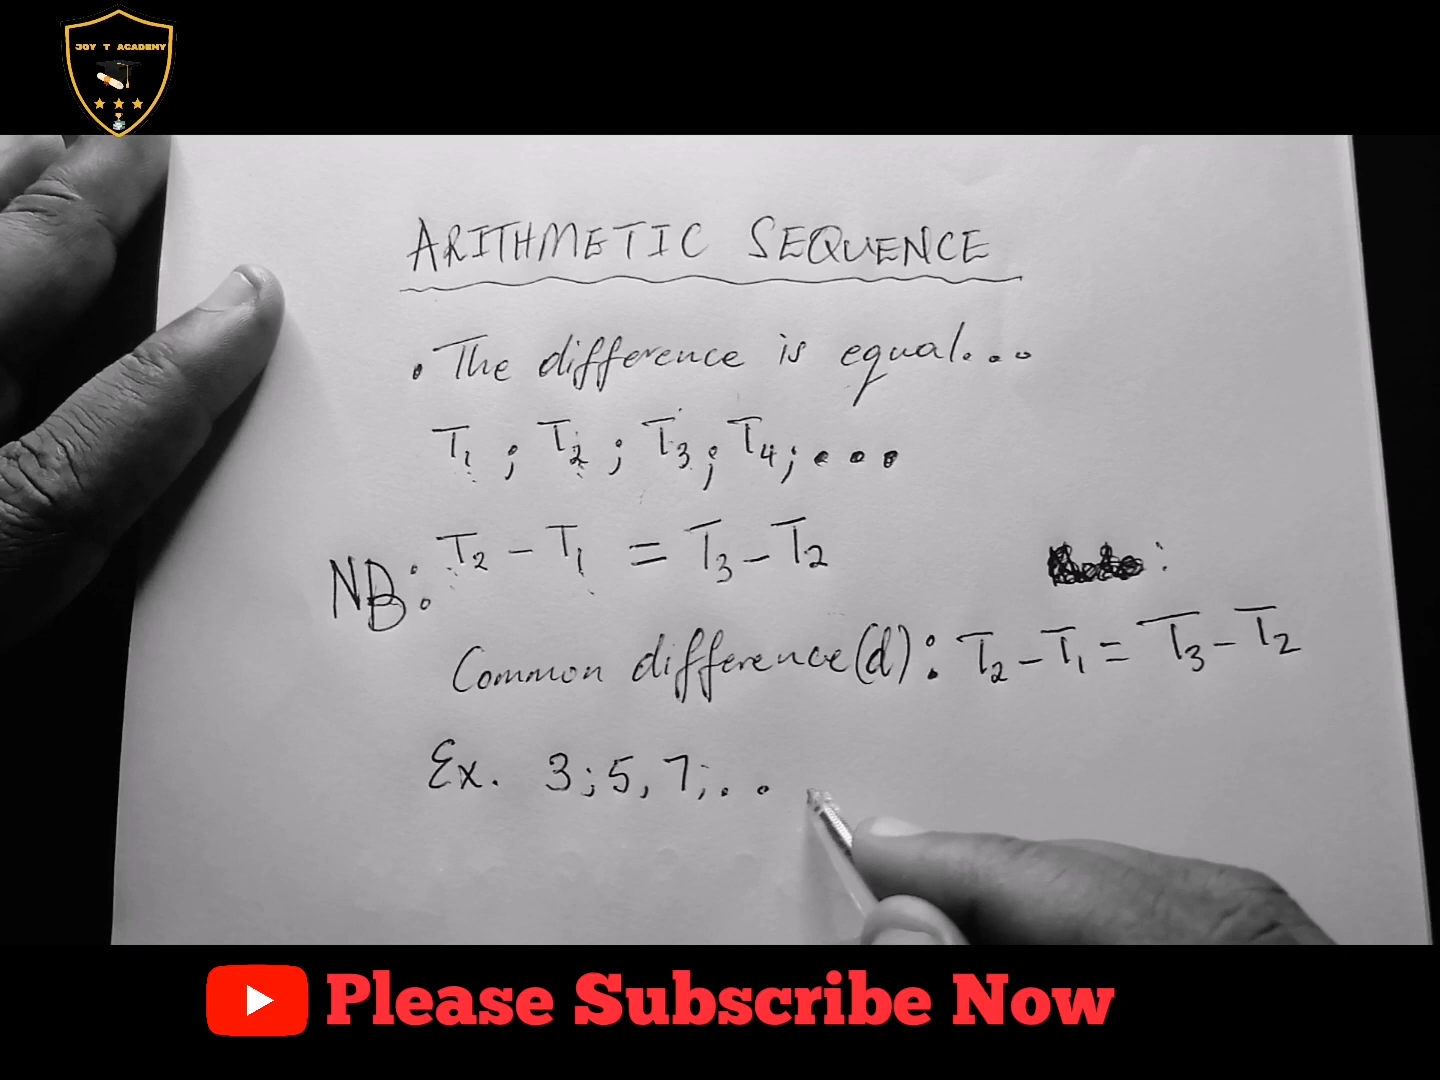 JOY T ACADEMY
ARITHMETIC SEQUENCE
. The difference is equal...
T1 ; T2 ; T3 ; T4 ; ...
NB: T2 - T1 = T3 - T2
Common difference (d) : T2 - T1 = T3 - T2
Ex. 3 ; 5 , 7 ; . .
Please Subscribe Now